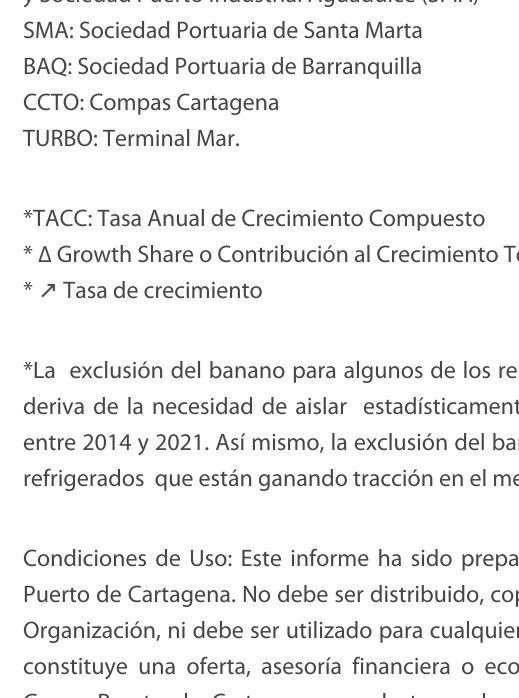 SMA: Sociedad Portuaria de Santa Marta
BAQ: Sociedad Portuaria de Barranquilla
CCTO: Compas Cartagena
TURBO: Terminal Mar.
*TACC: Tasa Anual de Crecimiento Compuesto
* Δ Growth Share o Contribución al Crecimiento
* ↗ Tasa de crecimiento
*La exclusión del banano para algunos de los
deriva de la necesidad de aislar
entre 2014 y 2021. Así mismo, la exclusión del
refrigerados que están ganando tracción en el
Condiciones de Uso: Este informe ha sido
Puerto de Cartagena. No debe ser distribuido,
Organización, ni debe ser utilizado para
constituye una oferta, asesoría financiera o